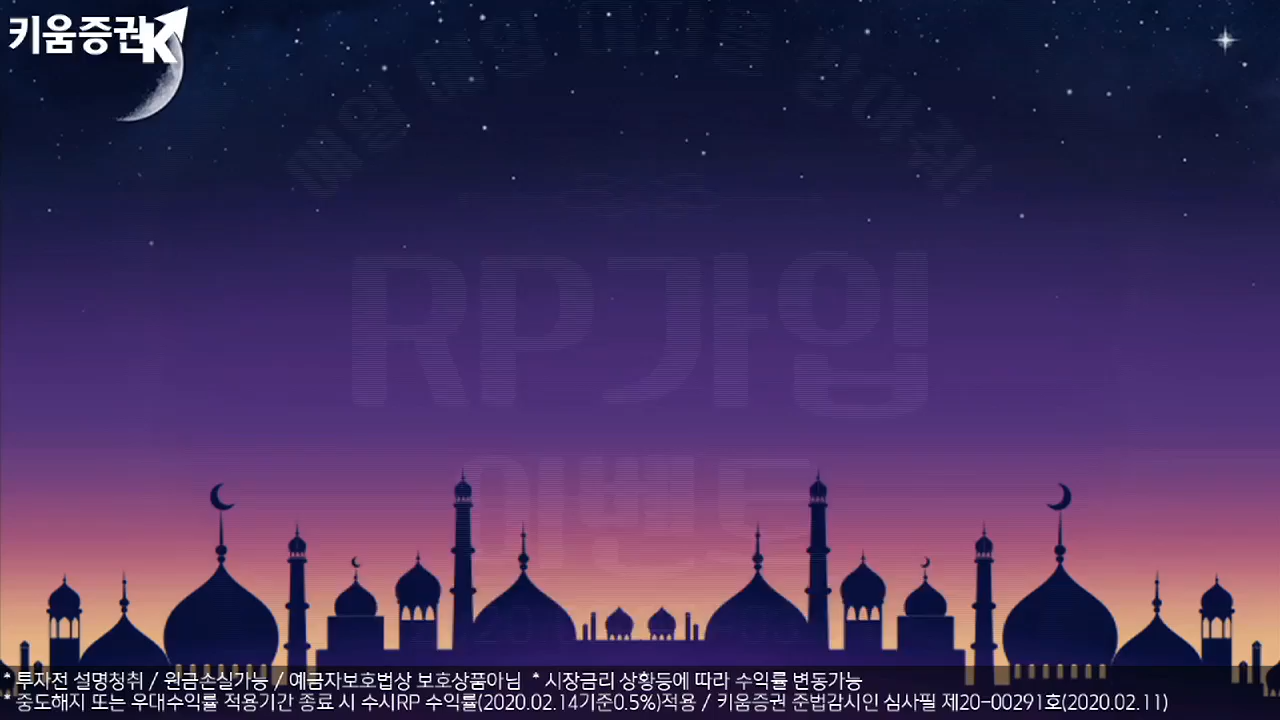 키움증권K
RP가입
이벤트
* 투자전 설명청취 / 원금손실가능 / 예금자보호법상 보호상품아님 * 시장금리 상황등에 따라 수익률 변동가능
* 중도해지 또는 우대수익률 적용기간 종료 시 수시RP 수익률(2020.02.14기준0.5%)적용 / 키움증권 준법감시인 심사필 제20-00291호(2020.02.11)